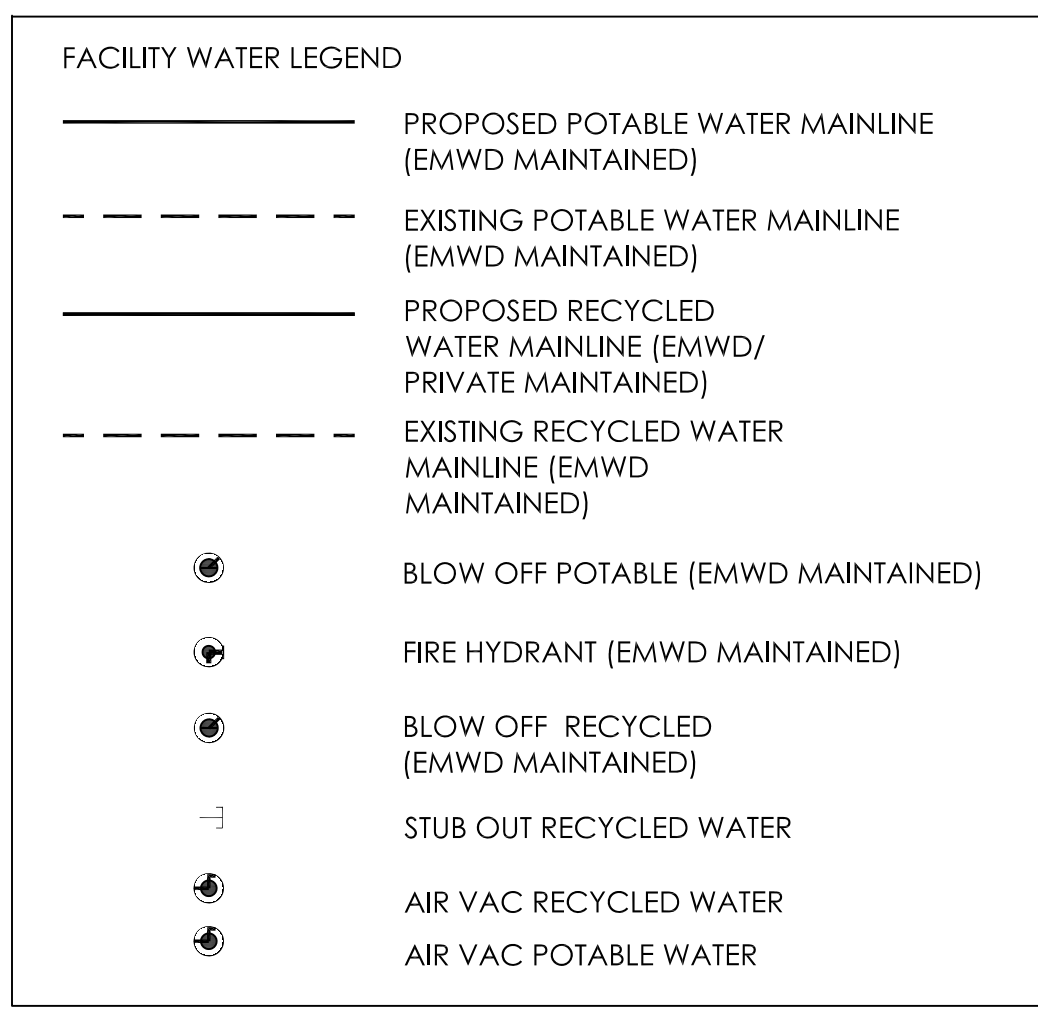 FACILITY WATER LEGEND
PROPOSED POTABLE WATER MAINLINE
(EMWD MAINTAINED)
EXISTING POTABLE WATER MAINLINE
(EMWD MAINTAINED)
PROPOSED RECYCLED
WATER MAINLINE (EMWD/
PRIVATE MAINTAINED)
EXISTING RECYCLED WATER
MAINLINE (EMWD
MAINTAINED)
BLOW OFF POTABLE (EMWD MAINTAINED)
FIRE HYDRANT (EMWD MAINTAINED)
BLOW OFF  RECYCLED
(EMWD MAINTAINED)
STUB OUT RECYCLED WATER
AIR VAC RECYCLED WATER
AIR VAC POTABLE WATER